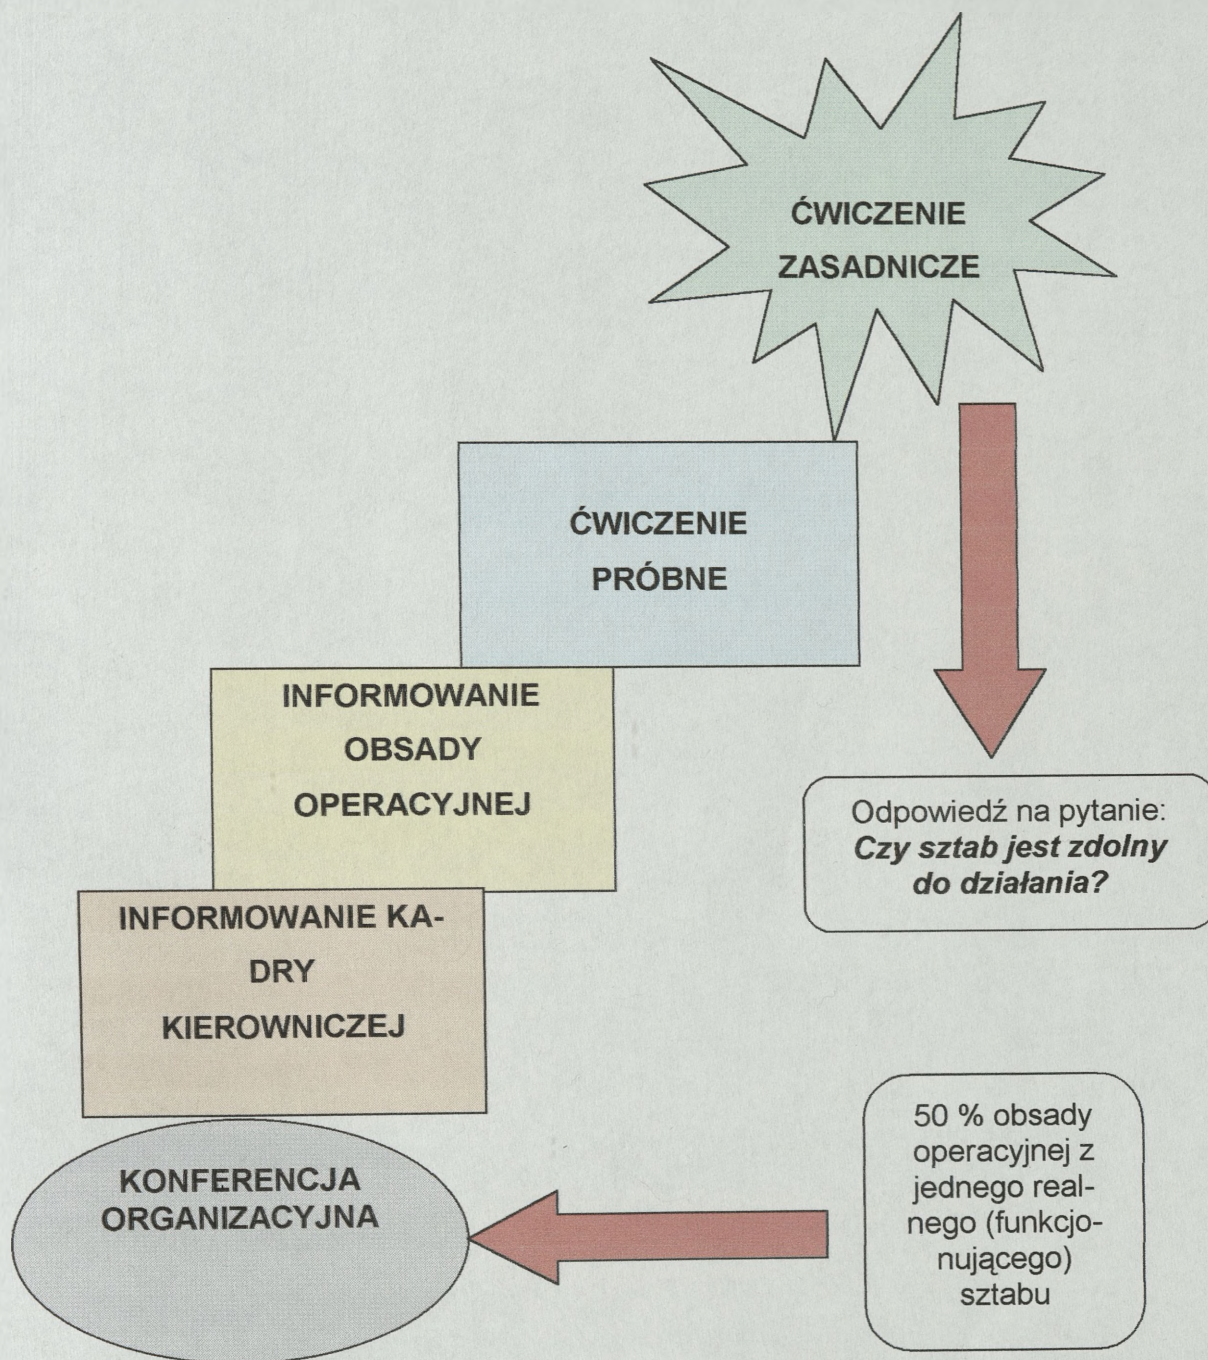 ĆWICZENIE
ZASADNICZE
ĆWICZENIE
PRÓBNE
INFORMOWANIE
OBSADY
OPERACYJNEJ
Odpowiedź na pytanie:
Czy sztab jest zdolny
do działania?
INFORMOWANIE KA-
DRY
KIEROWNICZEJ
50 % obsady
operacyjnej z
jednego real-
nego (funkcjo-
nującego)
sztabu
KONFERENCJA
ORGANIZACYJNA